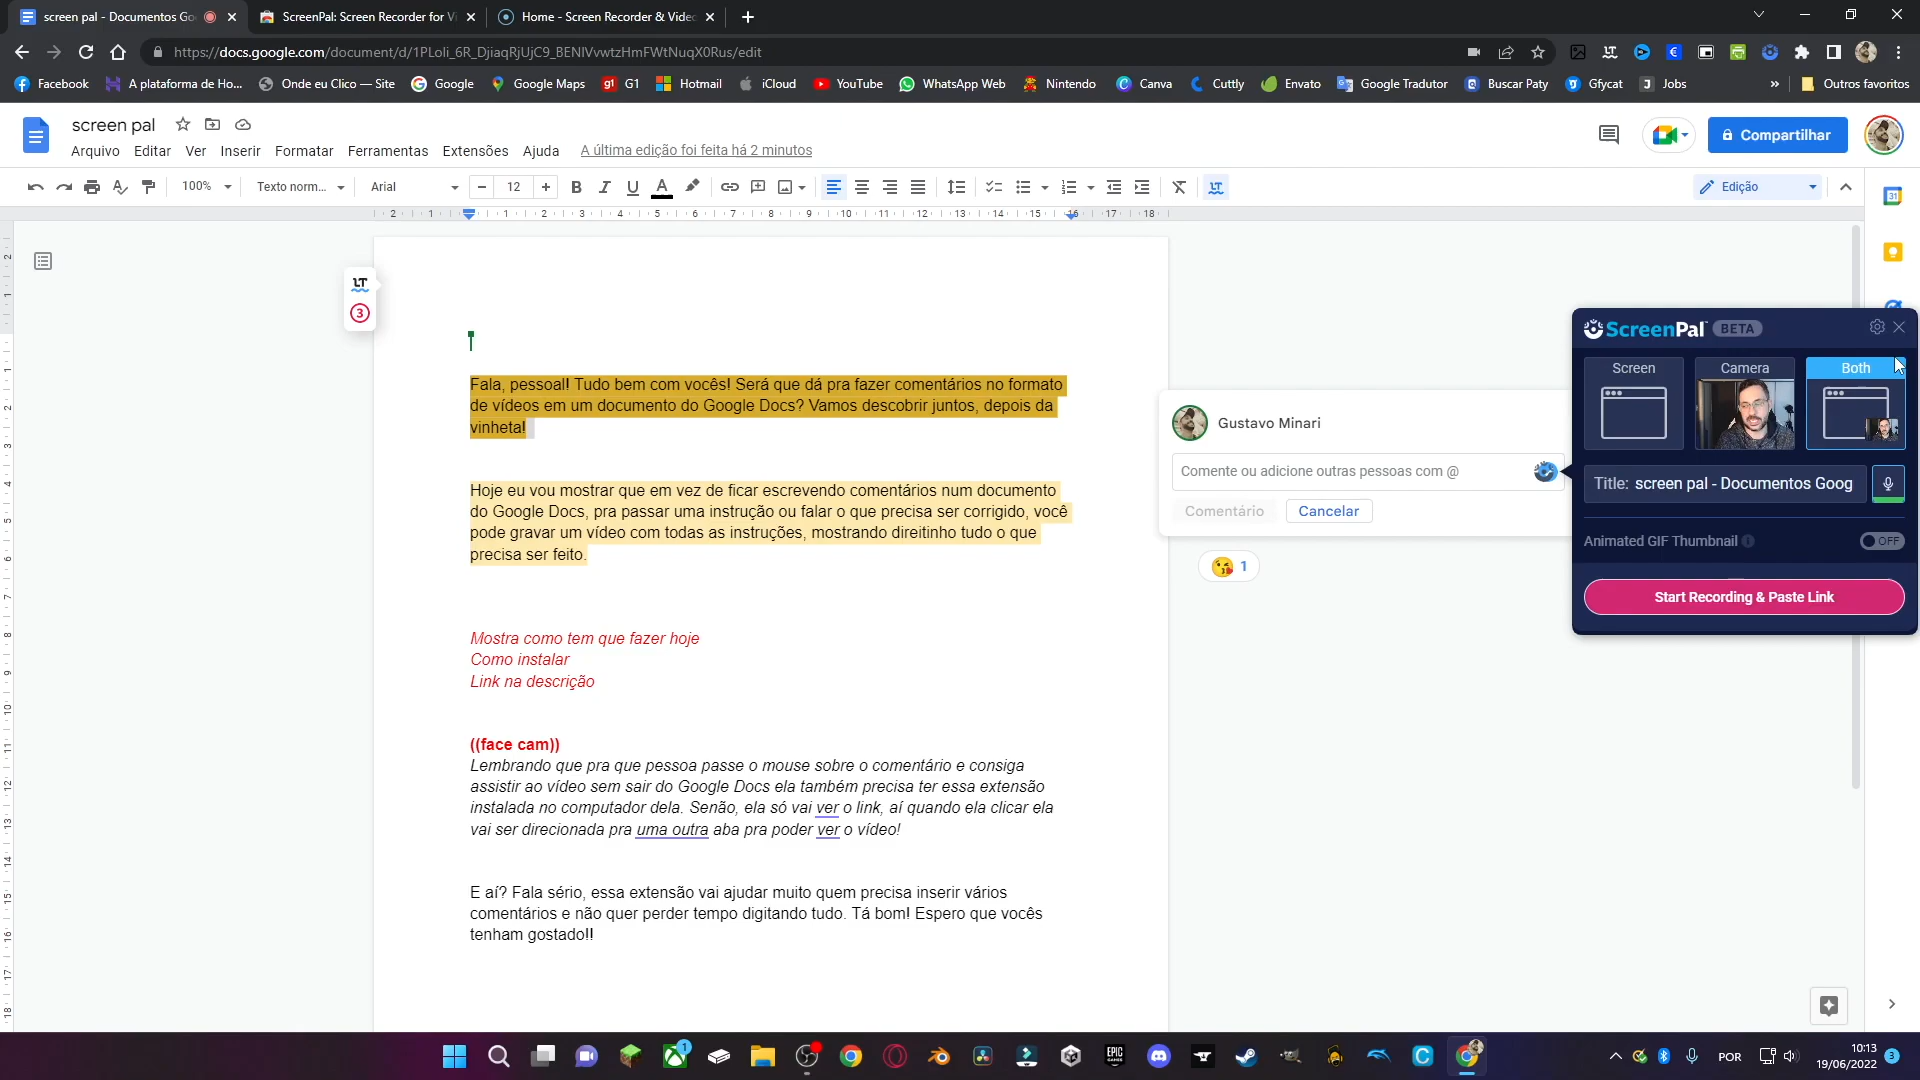 screen pal - Documentos Go
ScreenPal: Screen Recorder for Vi
Home - Screen Recorder & Video
https://docs.google.com/document/d/1PLoli_6R_DjiaqRjUjC9_BENIVvwtzHmFWtNuqX0Rus/edit
Facebook
A plataforma de Ho...
Onde eu Clico — Site
Google
Google Maps
G1
Hotmail
iCloud
YouTube
WhatsApp Web
Nintendo
Canva
Cuttly
Envato
Google Tradutor
Buscar Paty
Gfycat
Jobs
»
Outros favoritos
screen pal
Arquivo Editar Ver Inserir Formatar Ferramentas Extensões Ajuda
A última edição foi feita há 2 minutos
Compartilhar
100%
Texto norm...
Arial
12
Edição
Fala, pessoal! Tudo bem com vocês! Será que dá pra fazer comentários no formato
de vídeos em um documento do Google Docs? Vamos descobrir juntos, depois da
vinheta!
Hoje eu vou mostrar que em vez de ficar escrevendo comentários num documento
do Google Docs, pra passar uma instrução ou falar o que precisa ser corrigido, você
pode gravar um vídeo com todas as instruções, mostrando direitinho tudo o que
precisa ser feito.
Mostra como tem que fazer hoje
Como instalar
Link na descrição
((face cam))
Lembrando que pra que pessoa passe o mouse sobre o comentário e consiga
assistir ao vídeo sem sair do Google Docs ela também precisa ter essa extensão
instalada no computador dela. Senão, ela só vai ver o link, aí quando ela clicar ela
vai ser direcionada pra uma outra aba pra poder ver o vídeo!
E aí? Fala sério, essa extensão vai ajudar muito quem precisa inserir vários
comentários e não quer perder tempo digitando tudo. Tá bom! Espero que vocês
tenham gostado!!
LT
3
Gustavo Minari
Comente ou adicione outras pessoas com @
Comentário
Cancelar
1
ScreenPal BETA
Screen
Camera
Both
Title: screen pal - Documentos Goog
Animated GIF Thumbnail
OFF
Start Recording & Paste Link
31
EPIC
GAMES
POR
10:13
19/06/2022
3